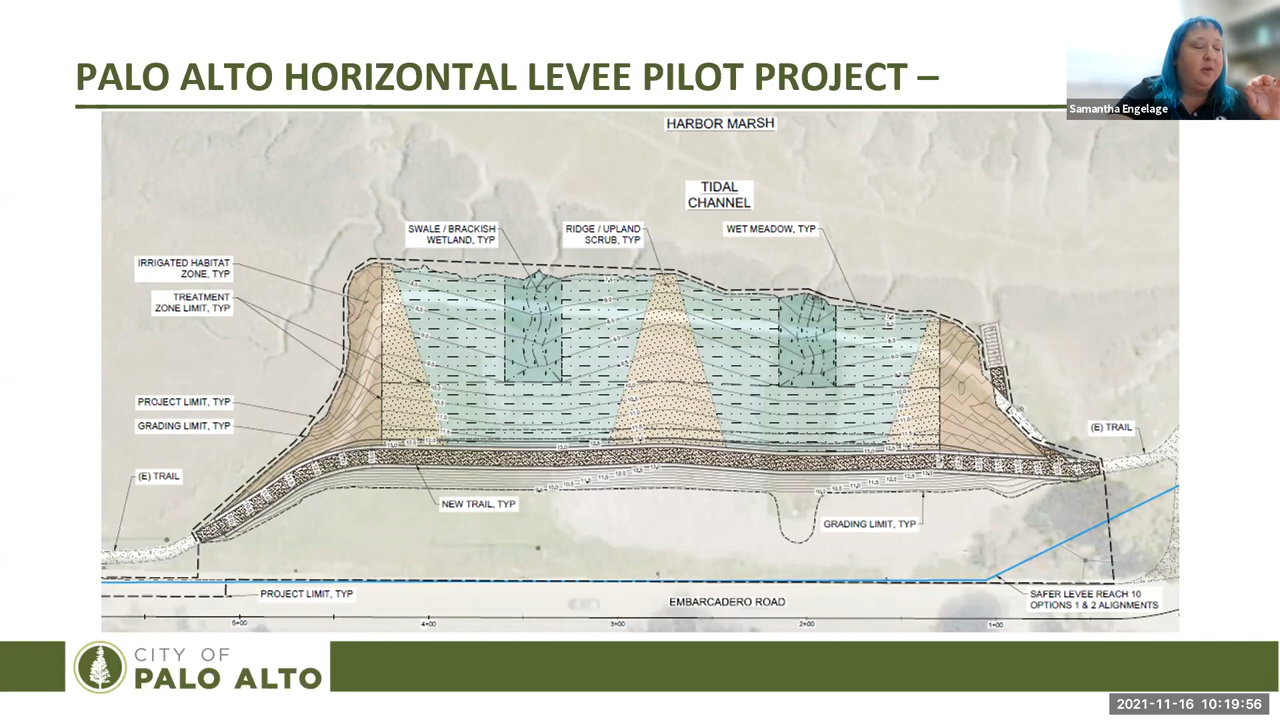 PALO ALTO HORIZONTAL LEVEE PILOT PROJECT –
Samantha Engelage
HARBOR MARSH
TIDAL
CHANNEL
SWALE / BRACKISH
WETLAND, TYP
RIDGE / UPLAND
SCRUB, TYP
WET MEADOW, TYP
IRRIGATED HABITAT
ZONE, TYP
TREATMENT
ZONE LIMIT, TYP
PROJECT LIMIT, TYP
GRADING LIMIT, TYP
(E) TRAIL
(E) TRAIL
NEW TRAIL, TYP
GRADING LIMIT, TYP
PROJECT LIMIT, TYP
EMBARCADERO ROAD
SAFER LEVEE REACH 10
OPTIONS 1 & 2 ALIGNMENTS
5+00
4+00
3+00
2+00
1+00
CITY OF
PALO ALTO
2021-11-16 10:19:56